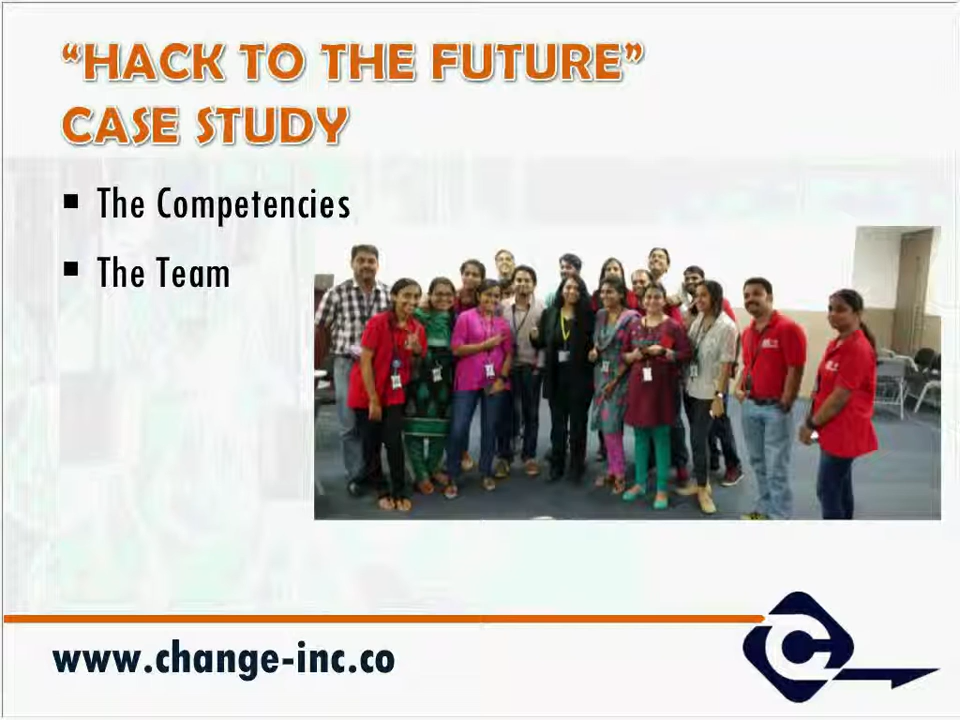 “HACK TO THE FUTURE”
CASE STUDY
▪ The Competencies
▪ The Team
www.change-inc.co